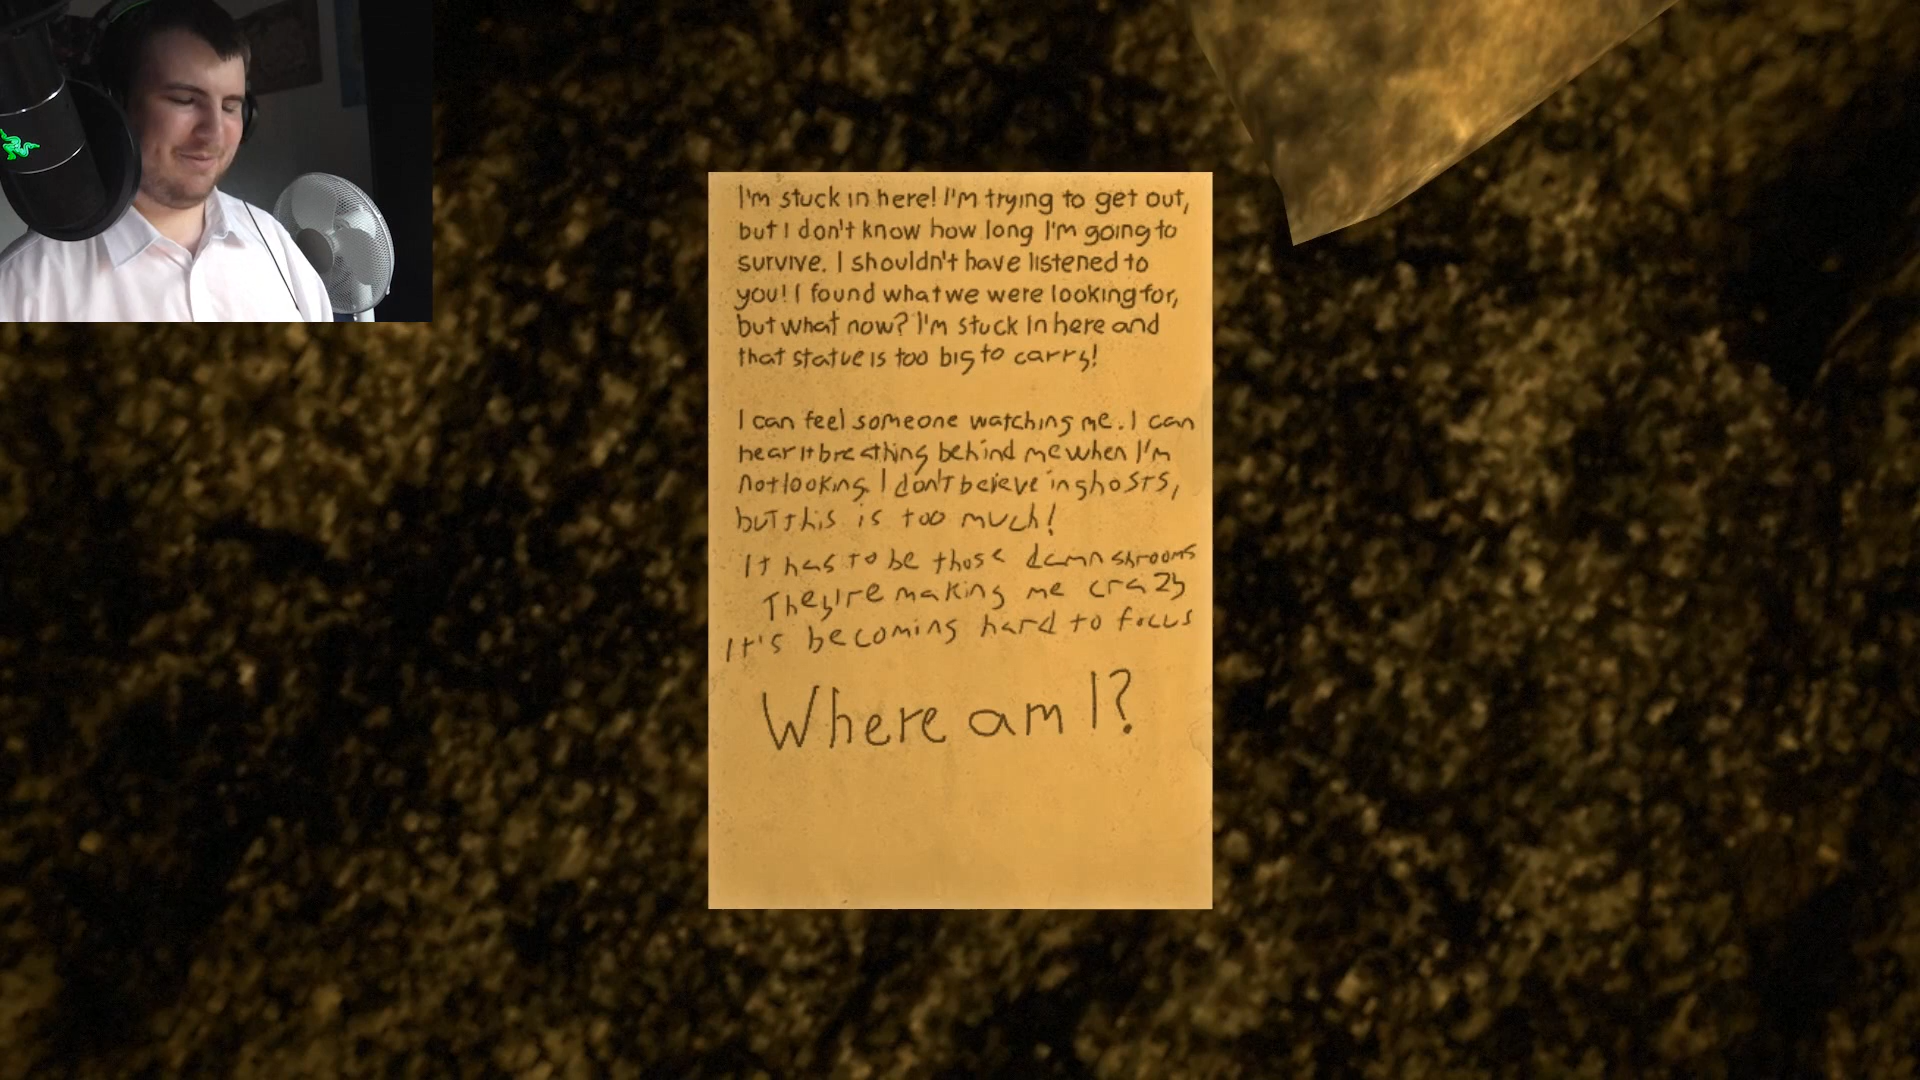 I'm stuck in here! I'm trying to get out,
but I don't know how long I'm going to
survive. I shouldn't have listened to
you! I found what we were looking for,
but what now? I'm stuck in here and
that statue is too big to carry!
I can feel someone watching me. I can
hear it breathing behind me when I'm
not looking. I don't beleve in ghosts,
but this is too much!
It has to be those damn shrooms
They're making me crazy
It's becoming hard to focus
Where am I?